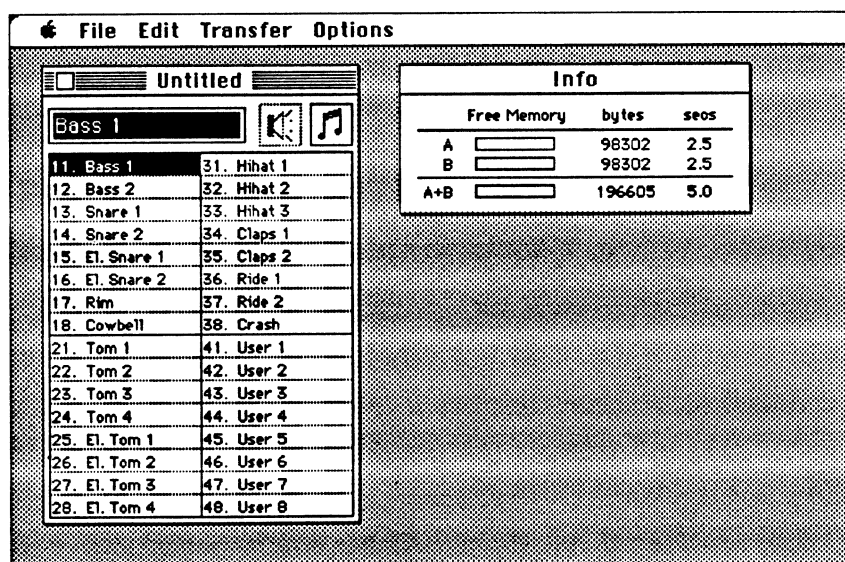 File Edit Transfer Options
Untitled
Bass 1
11. Bass 1
12. Bass 2
13. Snare 1
14. Snare 2
15. El. Snare 1
16. El. Snare 2
17. Rim
18. Cowbell
21. Tom 1
22. Tom 2
23. Tom 3
24. Tom 4
25. El. Tom 1
26. El. Tom 2
27. El. Tom 3
28. El. Tom 4
31. Hihat 1
32. Hihat 2
33. Hihat 3
34. Claps 1
35. Claps 2
36. Ride 1
37. Ride 2
38. Crash
41. User 1
42. User 2
43. User 3
44. User 4
45. User 5
46. User 6
47. User 7
48. User 8
Info
Free Memory bytes secs
A 98302 2.5
B 98302 2.5
A+B 196605 5.0